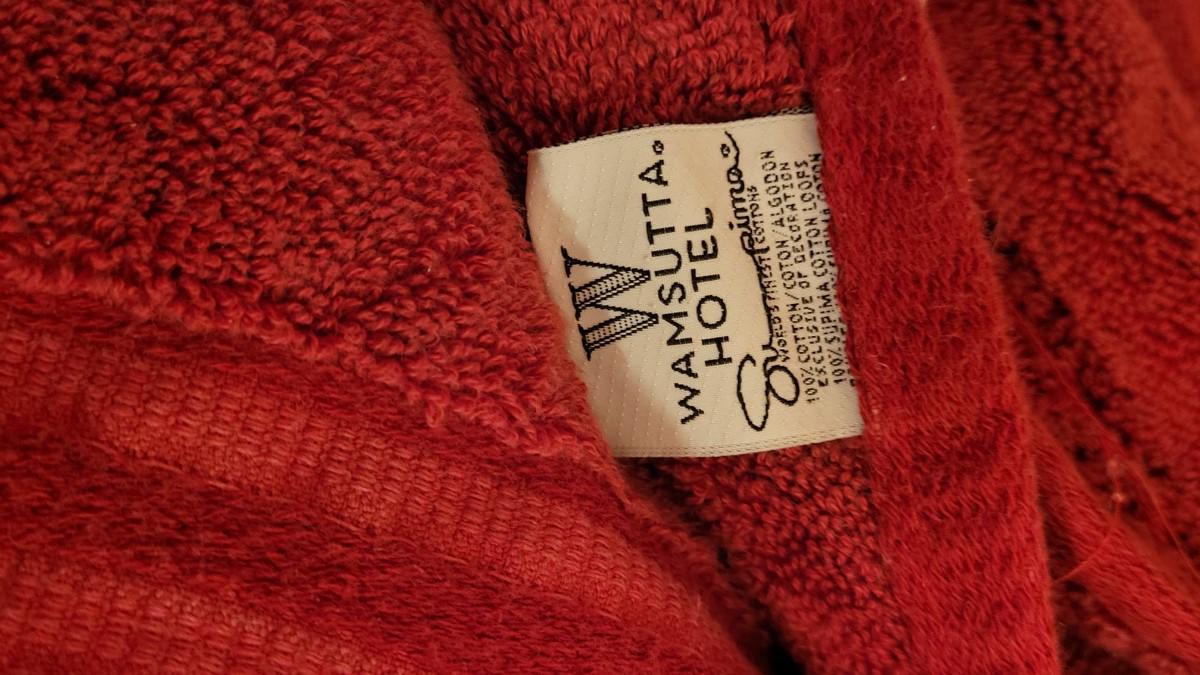 W
WAMSUTTA®
HOTEL
Supima®
WORLD'S FINEST COTTONS
100% COTTON/COTON/ALGODON
EXCLUSIVE OF DECORATION
100% SUPIMA COTTON LOOPS